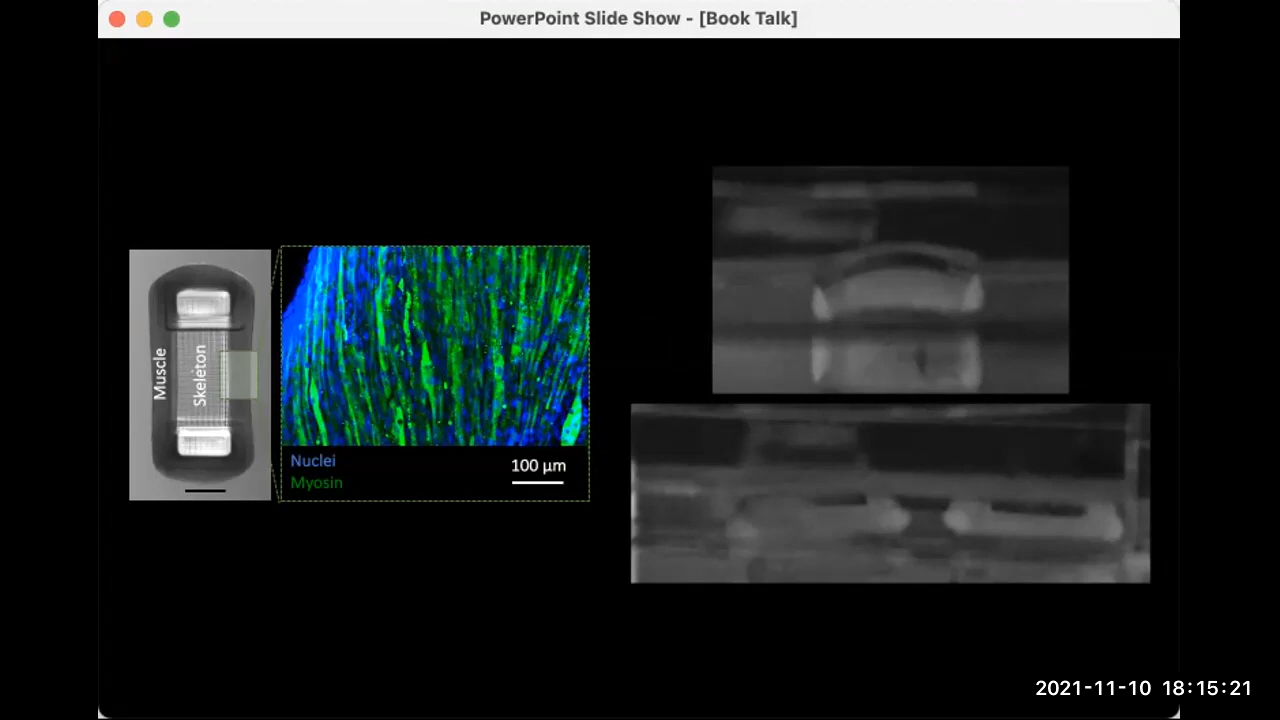 PowerPoint Slide Show - [Book Talk]
Muscle
Skeleton
Nuclei
Myosin
100 µm
2021-11-10 18:15:21